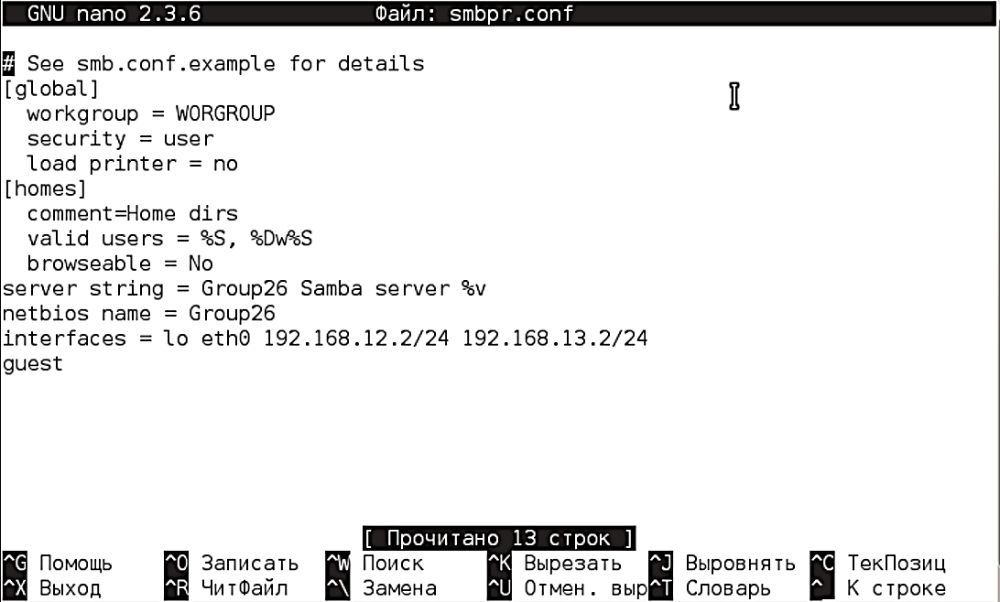 GNU nano 2.3.6 Файл: smbpr.conf
# See smb.conf.example for details
[global]
workgroup = WORGROUP
security = user
load printer = no
[homes]
comment=Home dirs
valid users = %S, %Dw%S
browseable = No
server string = Group26 Samba server %v
netbios name = Group26
interfaces = lo eth0 192.168.12.2/24 192.168.13.2/24
guest
[ Прочитано 13 строк ]
^G Помощь ^O Записать ^W Поиск ^K Вырезать ^J Выровнять ^C ТекПозиц
^X Выход ^R ЧитФайл ^\ Замена ^U Отмен. выр ^T Словарь ^_ К строке